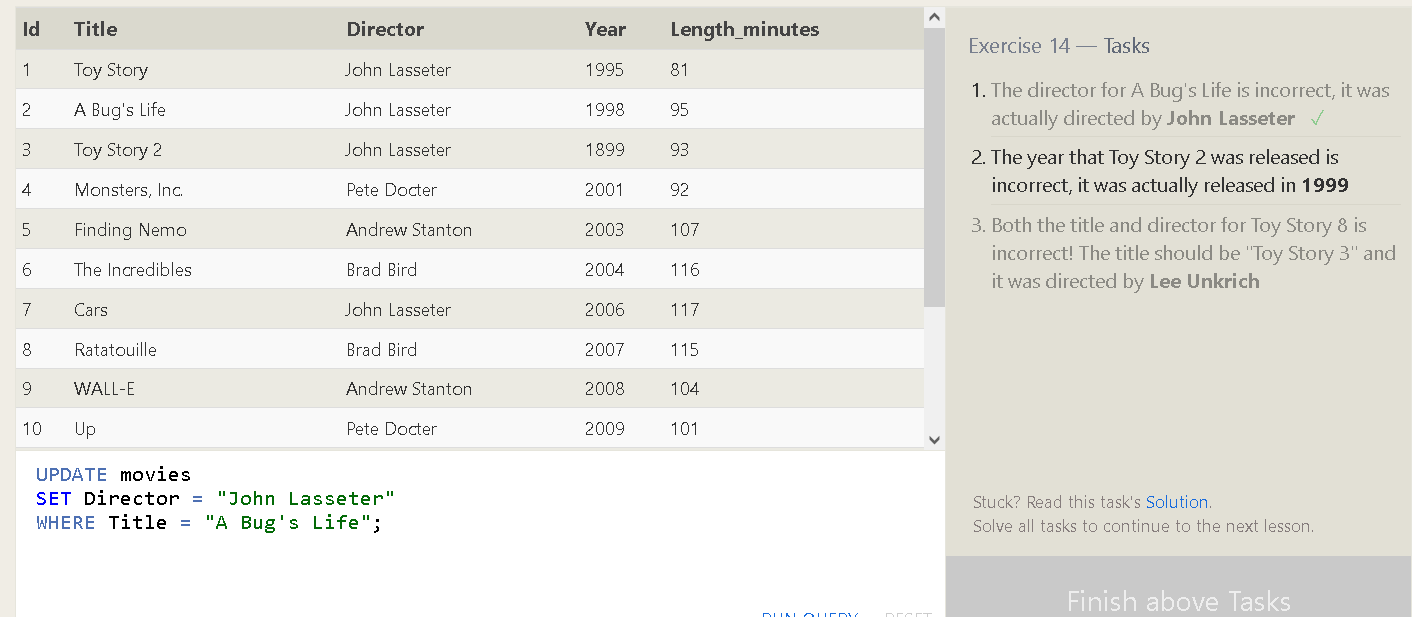 Id Title Director Year Length_minutes
1 Toy Story John Lasseter 1995 81
2 A Bug's Life John Lasseter 1998 95
3 Toy Story 2 John Lasseter 1899 93
4 Monsters, Inc. Pete Docter 2001 92
5 Finding Nemo Andrew Stanton 2003 107
6 The Incredibles Brad Bird 2004 116
7 Cars John Lasseter 2006 117
8 Ratatouille Brad Bird 2007 115
9 WALL-E Andrew Stanton 2008 104
10 Up Pete Docter 2009 101
UPDATE movies
SET Director = "John Lasseter"
WHERE Title = "A Bug's Life";
RUN QUERY RESET
Exercise 14 — Tasks
1. The director for A Bug's Life is incorrect, it was
actually directed by John Lasseter ✓
2. The year that Toy Story 2 was released is
incorrect, it was actually released in 1999
3. Both the title and director for Toy Story 8 is
incorrect! The title should be "Toy Story 3" and
it was directed by Lee Unkrich
Stuck? Read this task's Solution.
Solve all tasks to continue to the next lesson.
Finish above Tasks